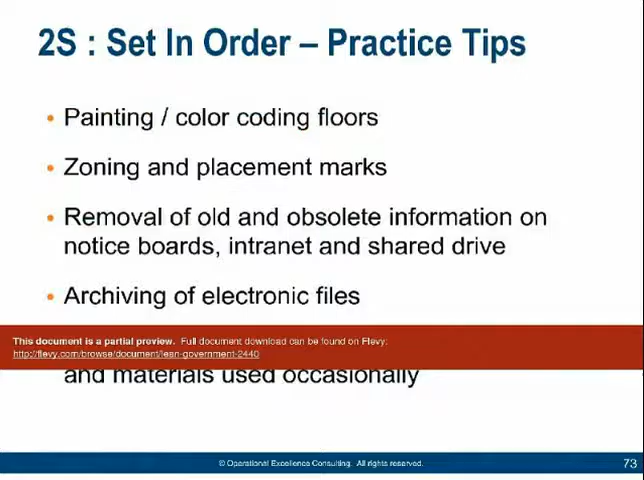 2S : Set In Order – Practice Tips
• Painting / color coding floors
• Zoning and placement marks
• Removal of old and obsolete information on
notice boards, intranet and shared drive
• Archiving of electronic files
This document is a partial preview. Full document download can be found on Flevy:
http://flevy.com/browse/document/lean-government-2440
and materials used occasionally
© Operational Excellence Consulting. All rights reserved.
73